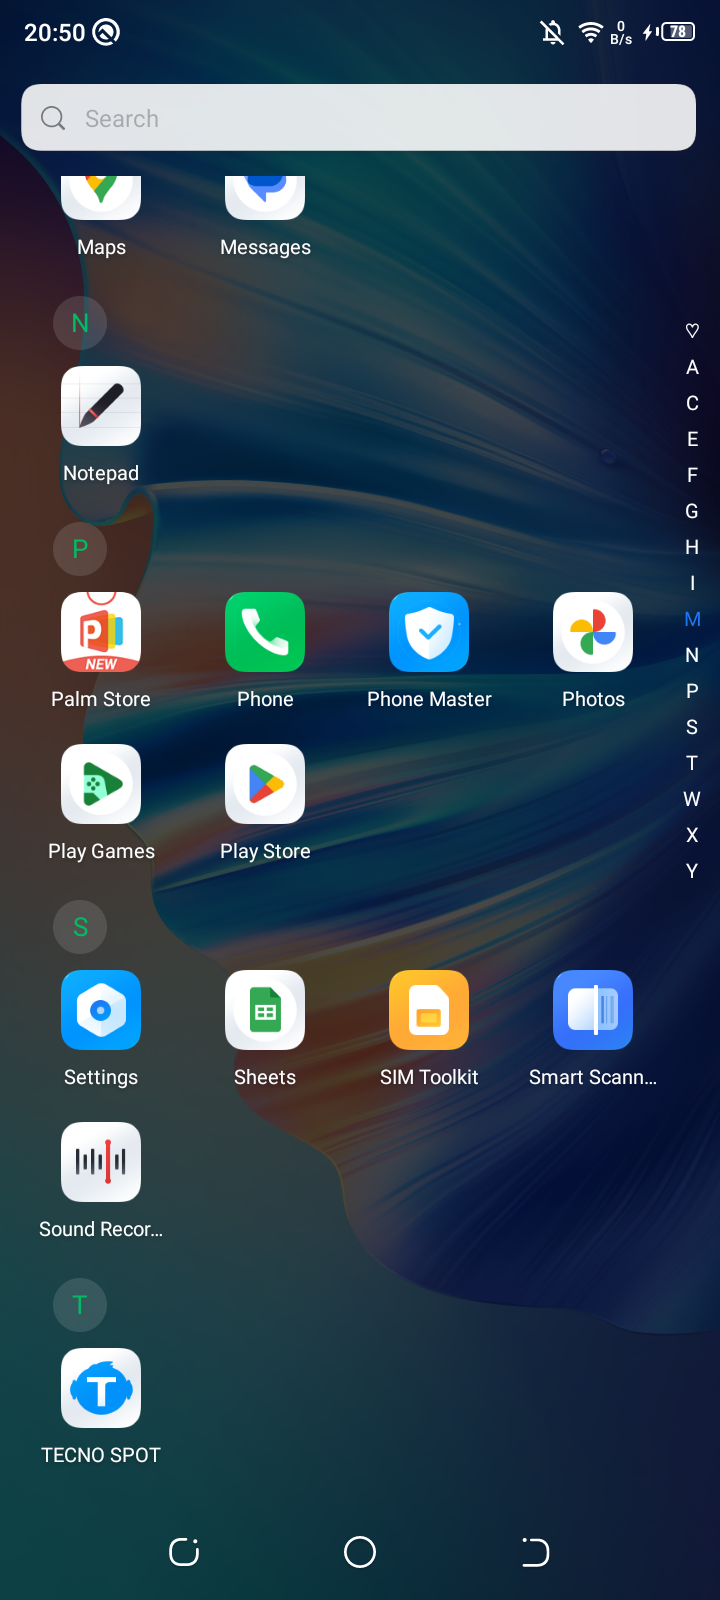 20:50
0
B/s
78
Search
Maps
Messages
N
Notepad
P
P
NEW
Palm Store
Phone
Phone Master
Photos
Play Games
Play Store
S
Settings
Sheets
SIM Toolkit
Smart Scann...
Sound Recor...
T
T
TECNO SPOT
A
C
E
F
G
H
I
M
N
P
S
T
W
X
Y